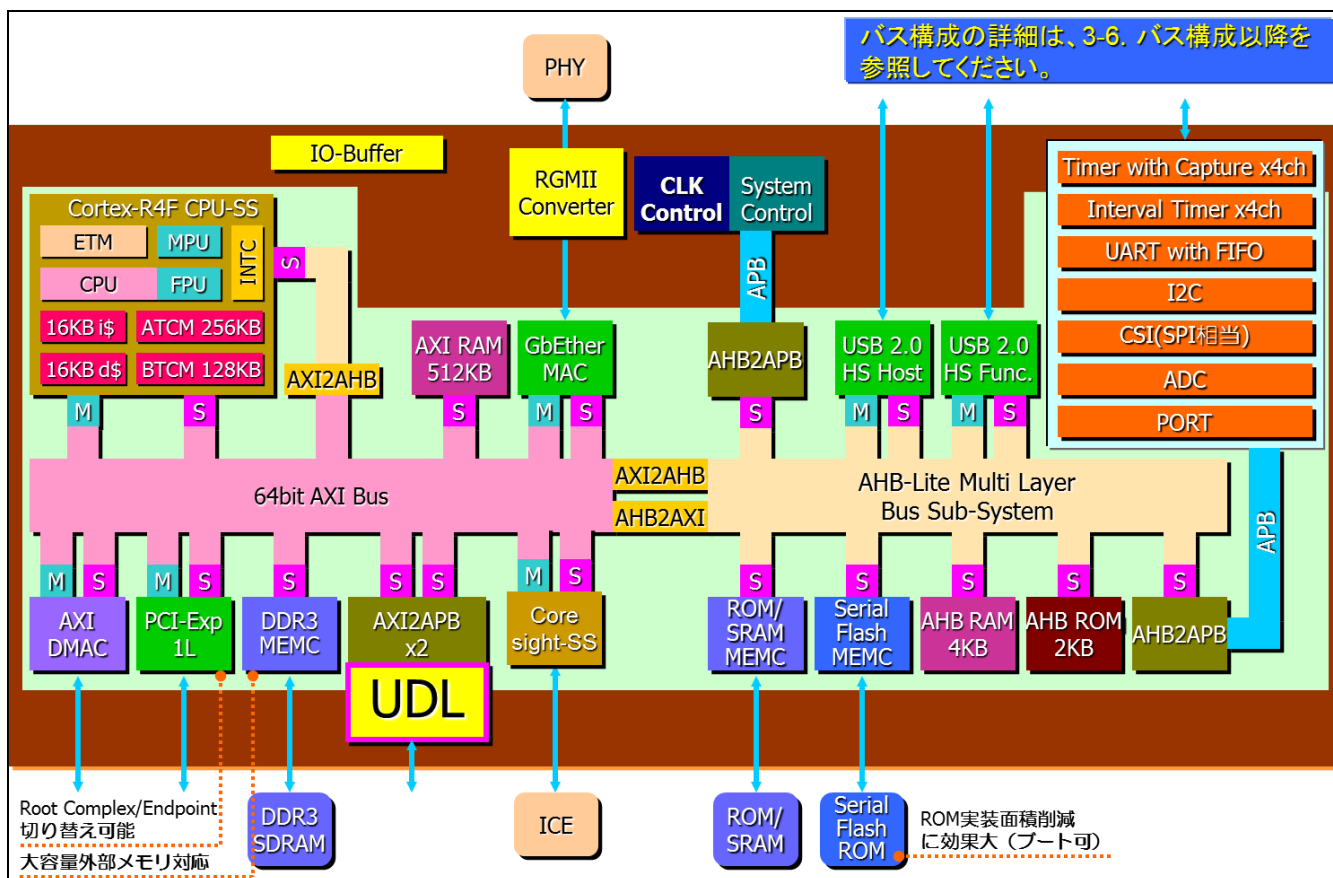 バス構成の詳細は、3-6. バス構成以降を
参照してください。
PHY
IO-Buffer
RGMII
Converter
CLK
Control
System
Control
Timer with Capture x4ch
Interval Timer x4ch
UART with FIFO
I2C
CSI(SPI相当)
ADC
PORT
Cortex-R4F CPU-SS
ETM
MPU
INTC
CPU
FPU
16KB i$
ATCM 256KB
16KB d$
BTCM 128KB
S
APB
AXI2AHB
AXI RAM
512KB
GbEther
MAC
AHB2APB
USB 2.0
HS Host
USB 2.0
HS Func.
M
S
S
M
S
S
M
S
M
S
64bit AXI Bus
AXI2AHB
AHB2AXI
AHB-Lite Multi Layer
Bus Sub-System
APB
M
S
M
S
S
S
S
M
S
S
S
S
S
S
AXI
DMAC
PCI-Exp
1L
DDR3
MEMC
AXI2APB
x2
Core
sight-SS
ROM/
SRAM
MEMC
Serial
Flash
MEMC
AHB RAM
4KB
AHB ROM
2KB
AHB2APB
UDL
Root Complex/Endpoint
切り替え可能
大容量外部メモリ対応
DDR3
SDRAM
ICE
ROM/
SRAM
Serial
Flash
ROM
ROM実装面積削減
に効果大（ブート可）